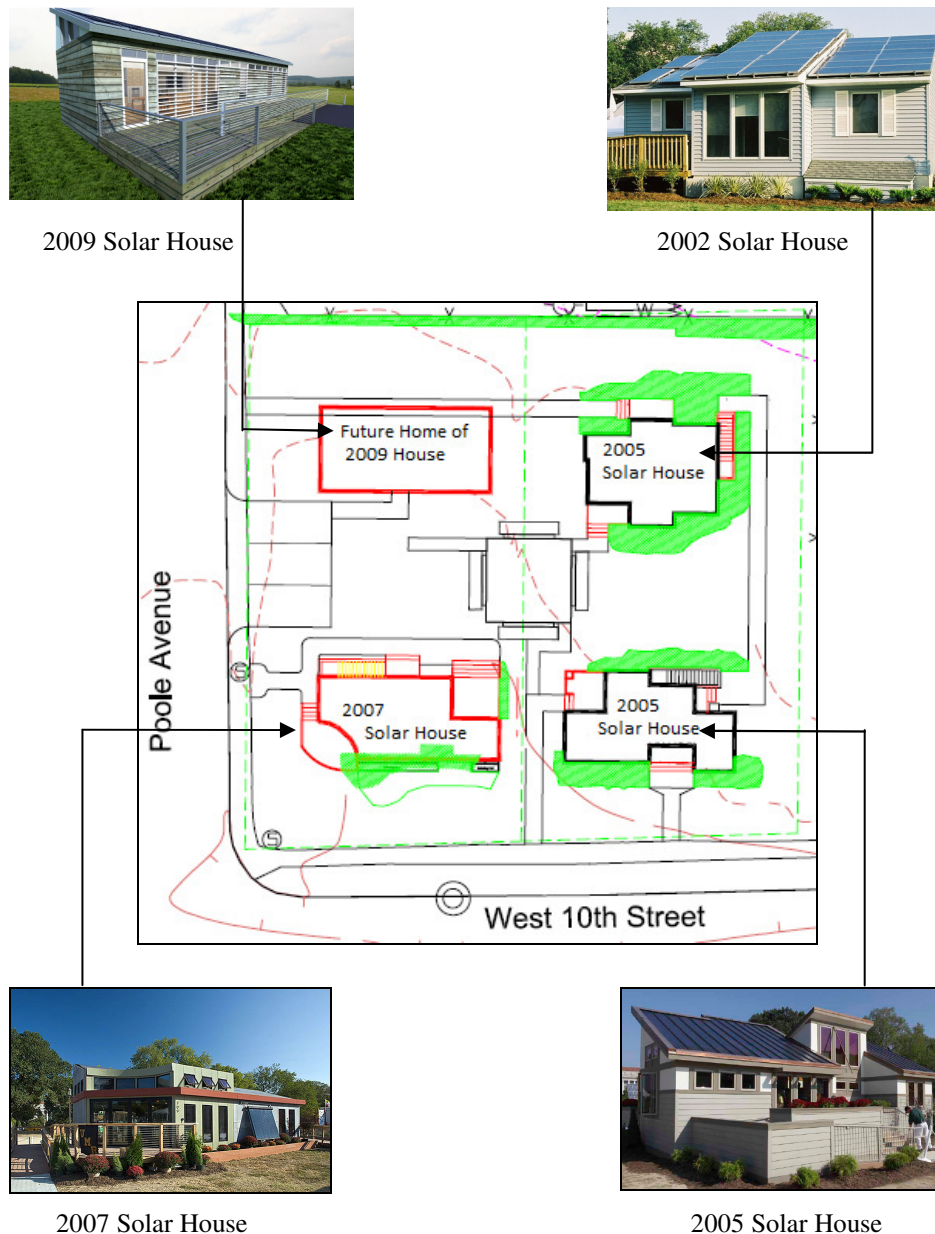 2009 Solar House
2002 Solar House
W
Future Home of
2009 House
2005
Solar House
Poole Avenue
S
2007
Solar House
2005
Solar House
S
West 10th Street
2007 Solar House
2005 Solar House